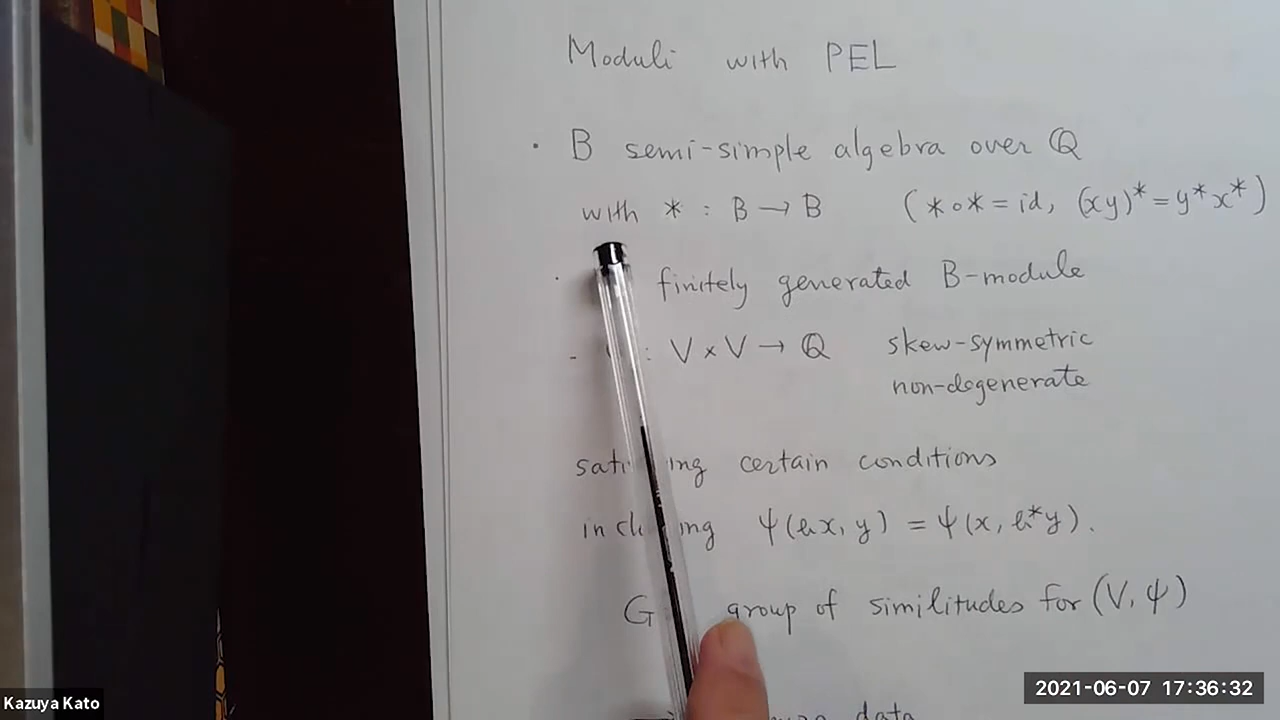 Moduli with PEL
· B semi-simple algebra over ℚ
with * : B → B (*∘* = id, (xy)* = y*x*)
· finitely generated B-module
- : V × V → ℚ skew-symmetric
non-degenerate
certain conditions
ψ(bx, y) = ψ(x, b*y).
G group of similitudes for (V, ψ)
data
Kazuya Kato
2021-06-07 17:36:32